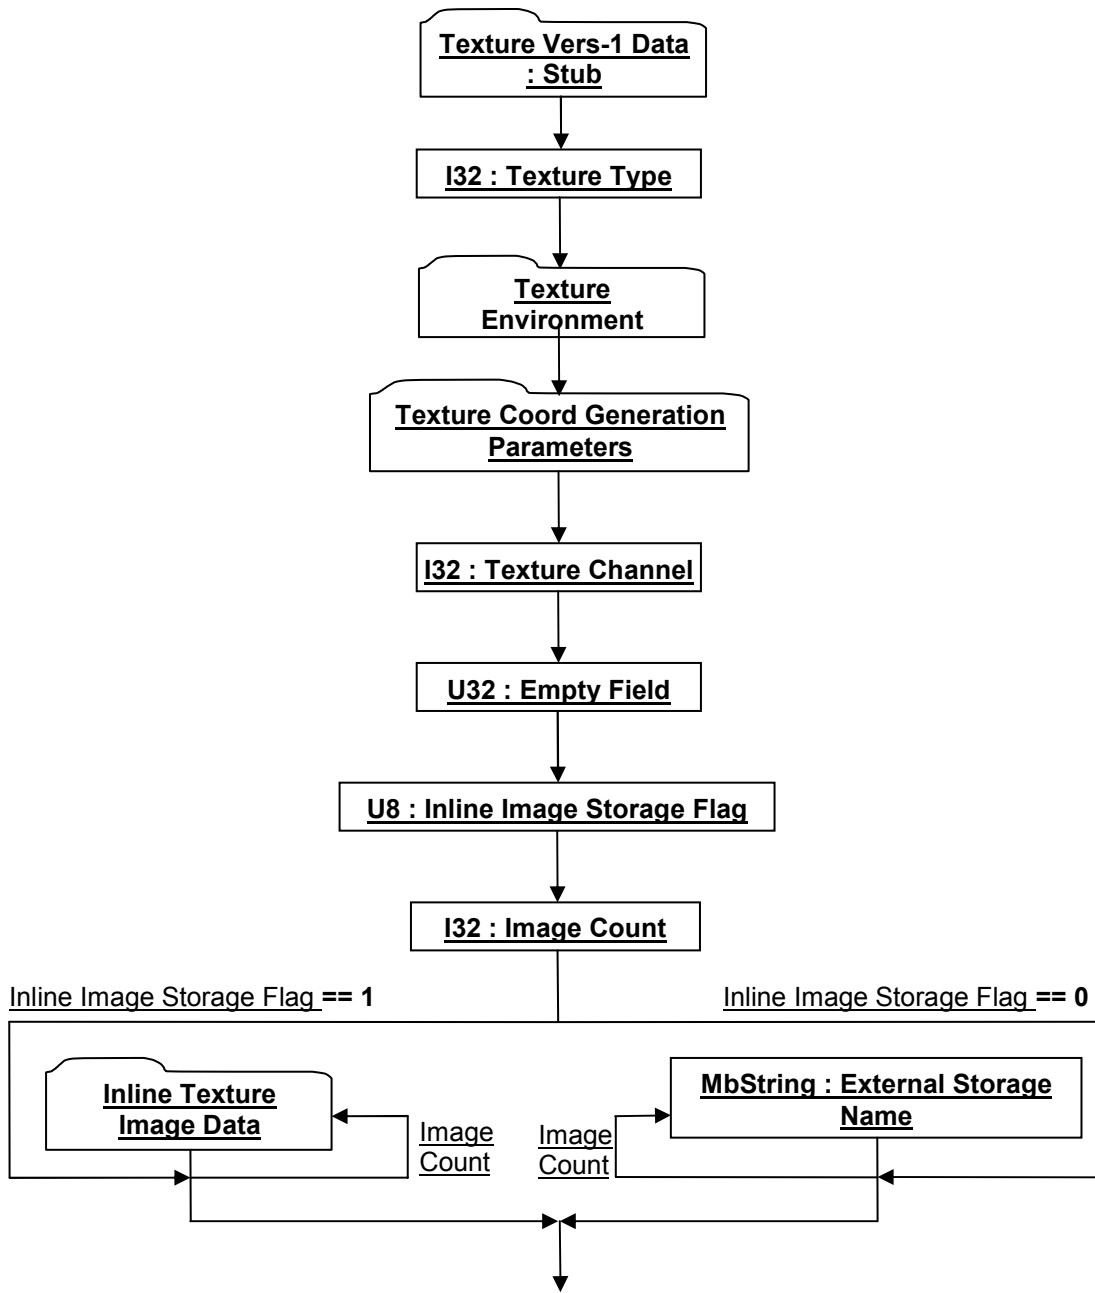 Texture Vers-1 Data
: Stub
I32 : Texture Type
Texture
Environment
Texture Coord Generation
Parameters
I32 : Texture Channel
U32 : Empty Field
U8 : Inline Image Storage Flag
I32 : Image Count
Inline Image Storage Flag == 1
Inline Image Storage Flag == 0
Inline Texture
Image Data
Image
Count
Image
Count
MbString : External Storage
Name